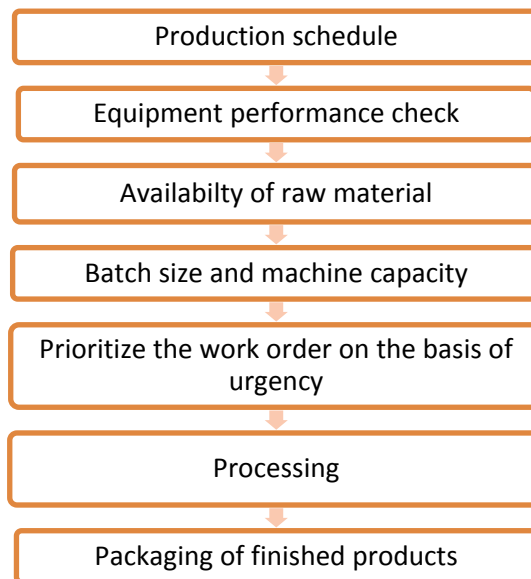 Production schedule
Equipment performance check
Availabilty of raw material
Batch size and machine capacity
Prioritize the work order on the basis of
urgency
Processing
Packaging of finished products